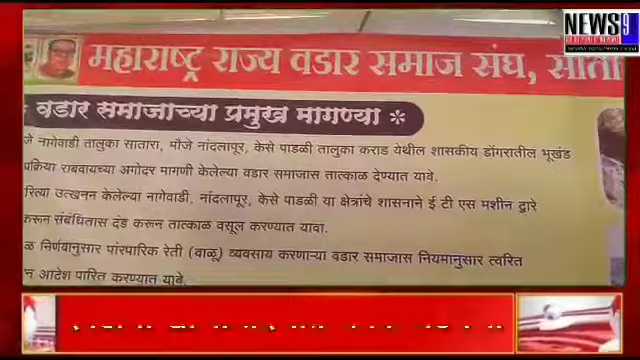 NEWS9
महाराष्ट्र राज्य वडार समाज संघ,
वडार समाजाच्या प्रमुख मागण्या *
नागेवाडी तालुका सातारा, मौजे नांदलापूर, केसे पाडळी तालुका कराड येथील शासकीय डोंगरातील भूखंड
प्रक्रिया राबवायच्या अगोदर मागणी केलेल्या वडार समाजास तात्काळ देण्यात यावे.
उत्खनन केलेल्या नागेवाडी, नांदलापूर, केसे पाडळी या क्षेत्रांचे शासनाने ई टी एस मशीन द्वारे
करून संबंधितास दंड करून तात्काळ वसूल करण्यात यावा.
निर्णयानुसार पारंपारिक रेती (वाळू) व्यवसाय करणाऱ्या वडार समाजास नियमानुसार त्वरित
आदेश पारित करण्यात यावे.